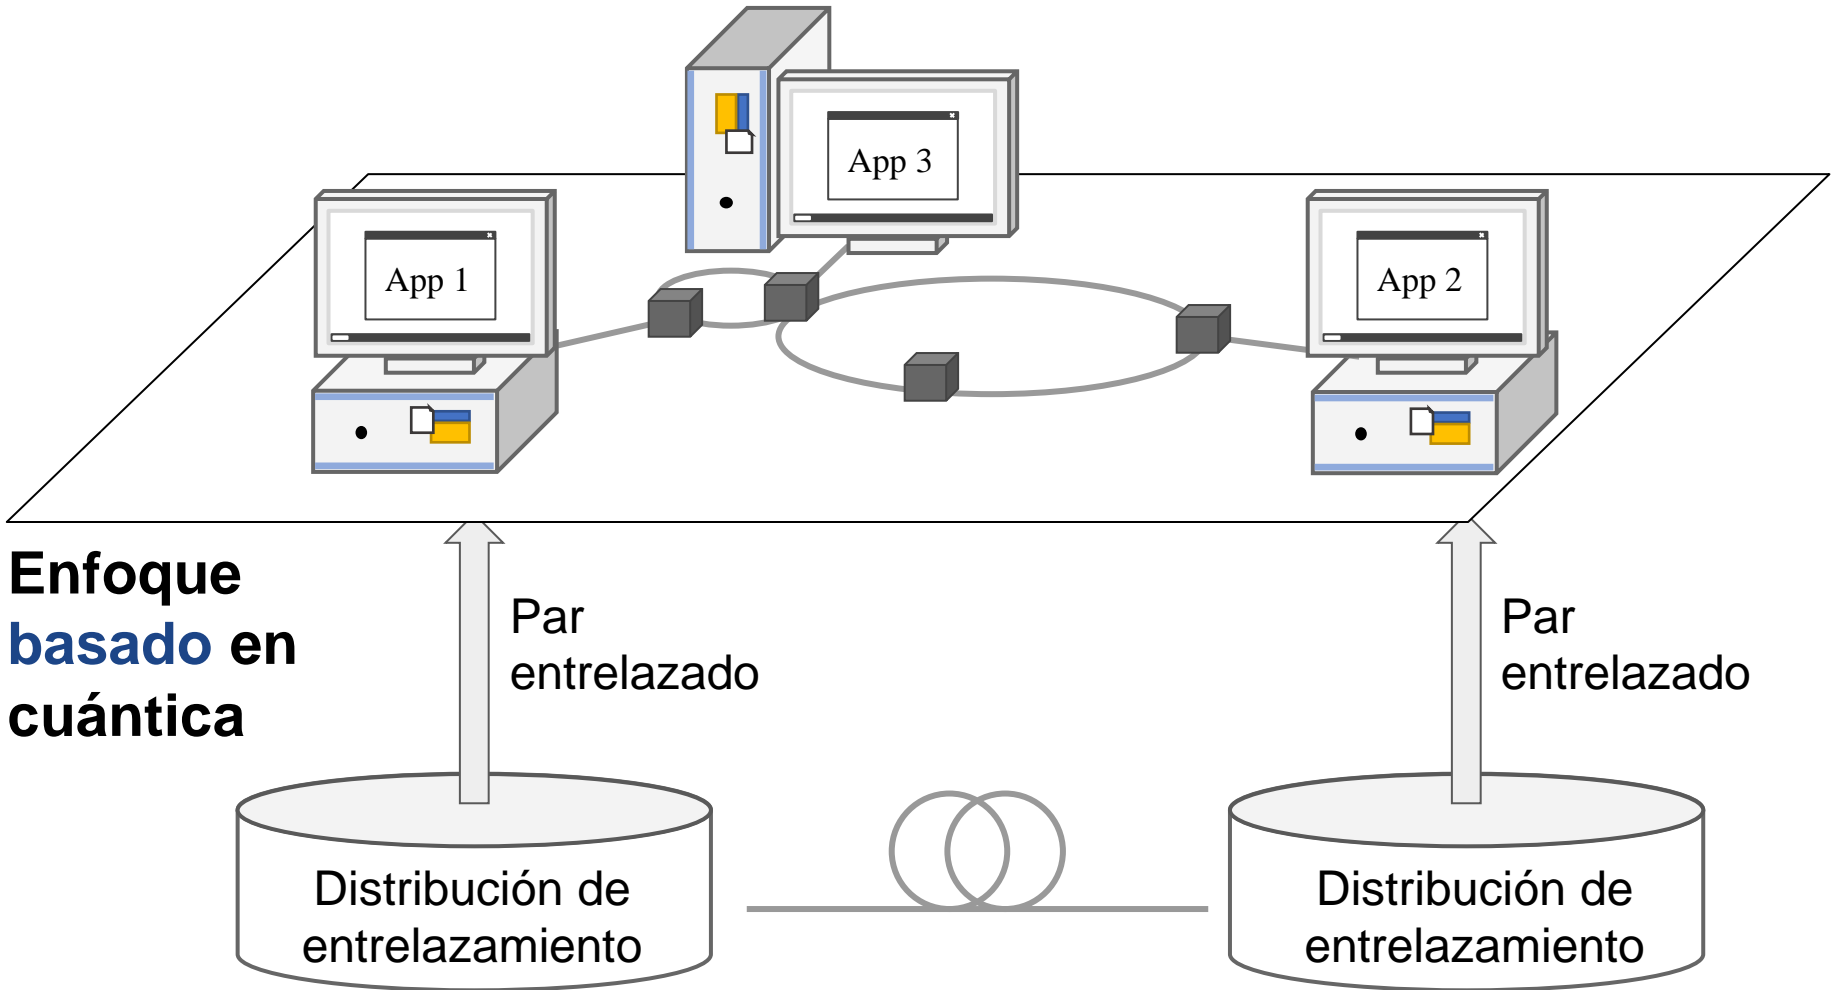 App 3
App 1
App 2
Enfoque
basado en
cuántica
Par
entrelazado
Par
entrelazado
Distribución de
entrelazamiento
Distribución de
entrelazamiento